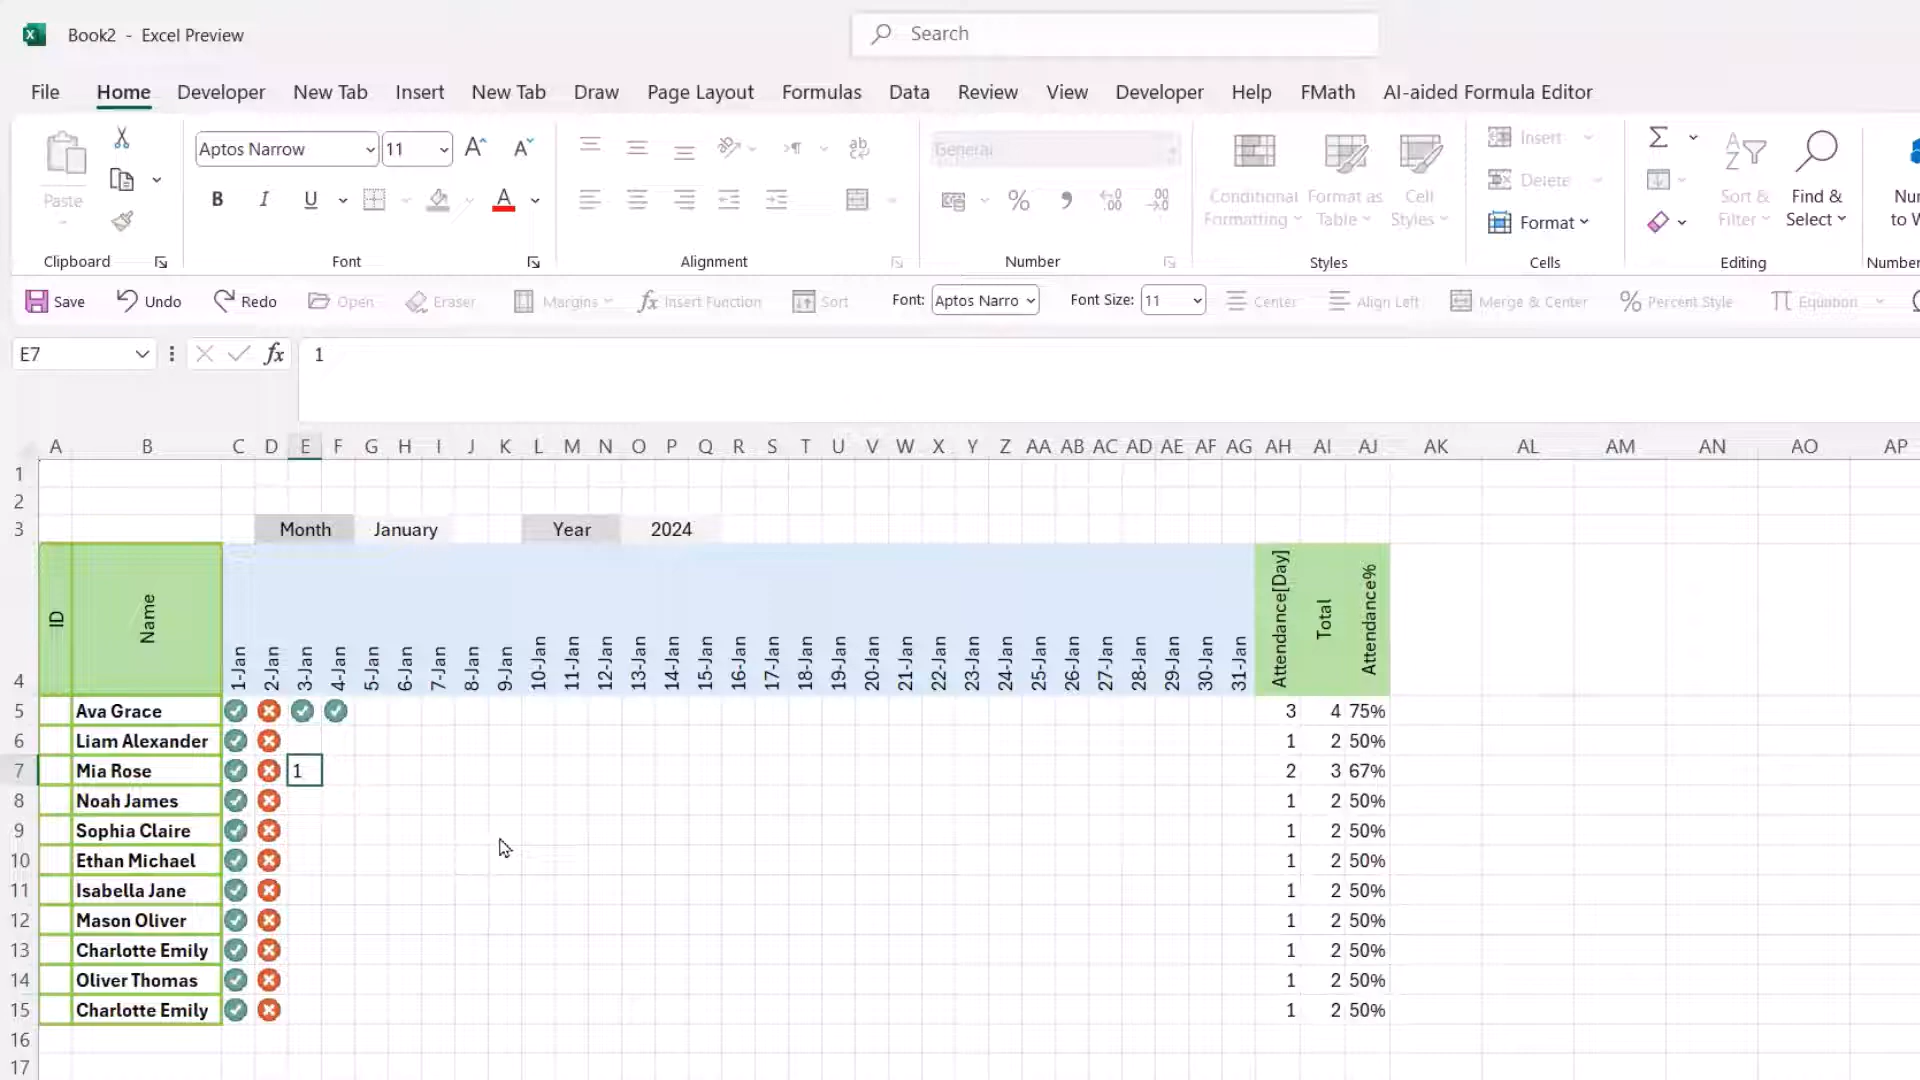 Book2 - Excel Preview
Search
File Home Developer New Tab Insert New Tab Draw Page Layout Formulas Data Review View Developer Help FMath AI-aided Formula Editor
Paste
Clipboard
Aptos Narrow 11
B I U A
Font
ab
Alignment
General
%
Number
Conditional Formatting
Format as Table
Cell Styles
Styles
Insert
Delete
Format
Cells
Sort & Filter
Find & Select
Editing
Number
Save Undo Redo Open Eraser Margins Insert Function Sort Font: Aptos Narro Font Size: 11 Center Align Left Merge & Center Percent Style Equation
E7 fx 1
A B C D E F G H I J K L M N O P Q R S T U V W X Y Z AA AB AC AD AE AF AG AH AI AJ AK AL AM AN AO AP
1
2
3 Month January Year 2024
4 ID Name 1-Jan 2-Jan 3-Jan 4-Jan 5-Jan 6-Jan 7-Jan 8-Jan 9-Jan 10-Jan 11-Jan 12-Jan 13-Jan 14-Jan 15-Jan 16-Jan 17-Jan 18-Jan 19-Jan 20-Jan 21-Jan 22-Jan 23-Jan 24-Jan 25-Jan 26-Jan 27-Jan 28-Jan 29-Jan 30-Jan 31-Jan Attendance[Day] Total Attendance%
5 Ava Grace 3 4 75%
6 Liam Alexander 1 2 50%
7 Mia Rose 1 2 3 67%
8 Noah James 1 2 50%
9 Sophia Claire 1 2 50%
10 Ethan Michael 1 2 50%
11 Isabella Jane 1 2 50%
12 Mason Oliver 1 2 50%
13 Charlotte Emily 1 2 50%
14 Oliver Thomas 1 2 50%
15 Charlotte Emily 1 2 50%
16
17